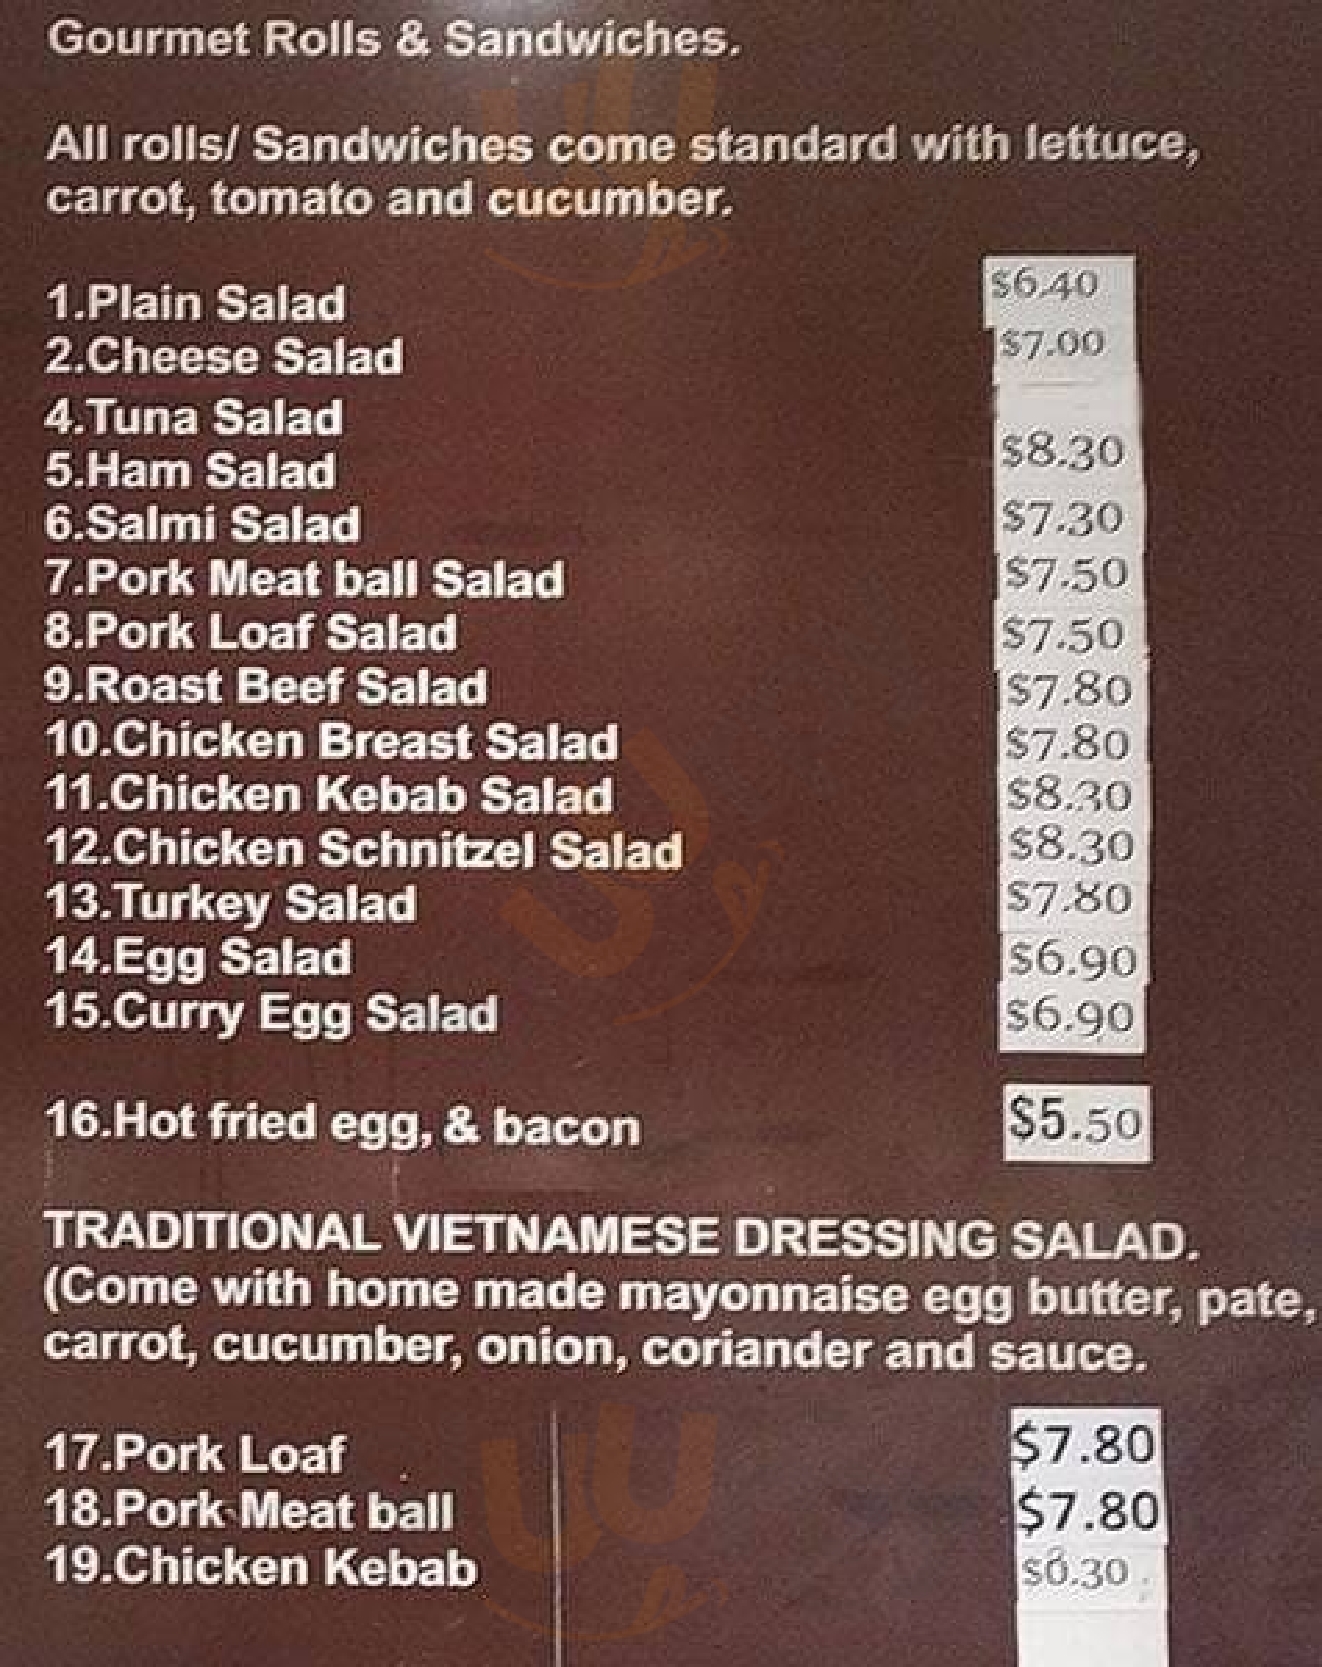 Gourmet Rolls & Sandwiches.
All rolls/ Sandwiches come standard with lettuce,
carrot, tomato and cucumber.
1.Plain Salad $6.40
2.Cheese Salad $7.00
4.Tuna Salad
5.Ham Salad $8.30
6.Salmi Salad $7.30
7.Pork Meat ball Salad $7.50
8.Pork Loaf Salad $7.50
9.Roast Beef Salad $7.80
10.Chicken Breast Salad $7.80
11.Chicken Kebab Salad $8.30
12.Chicken Schnitzel Salad $8.30
13.Turkey Salad $7.80
14.Egg Salad $6.90
15.Curry Egg Salad $6.90
16.Hot fried egg, & bacon $5.50
TRADITIONAL VIETNAMESE DRESSING SALAD.
(Come with home made mayonnaise egg butter, pate,
carrot, cucumber, onion, coriander and sauce.
17.Pork Loaf $7.80
18.Pork Meat ball $7.80
19.Chicken Kebab